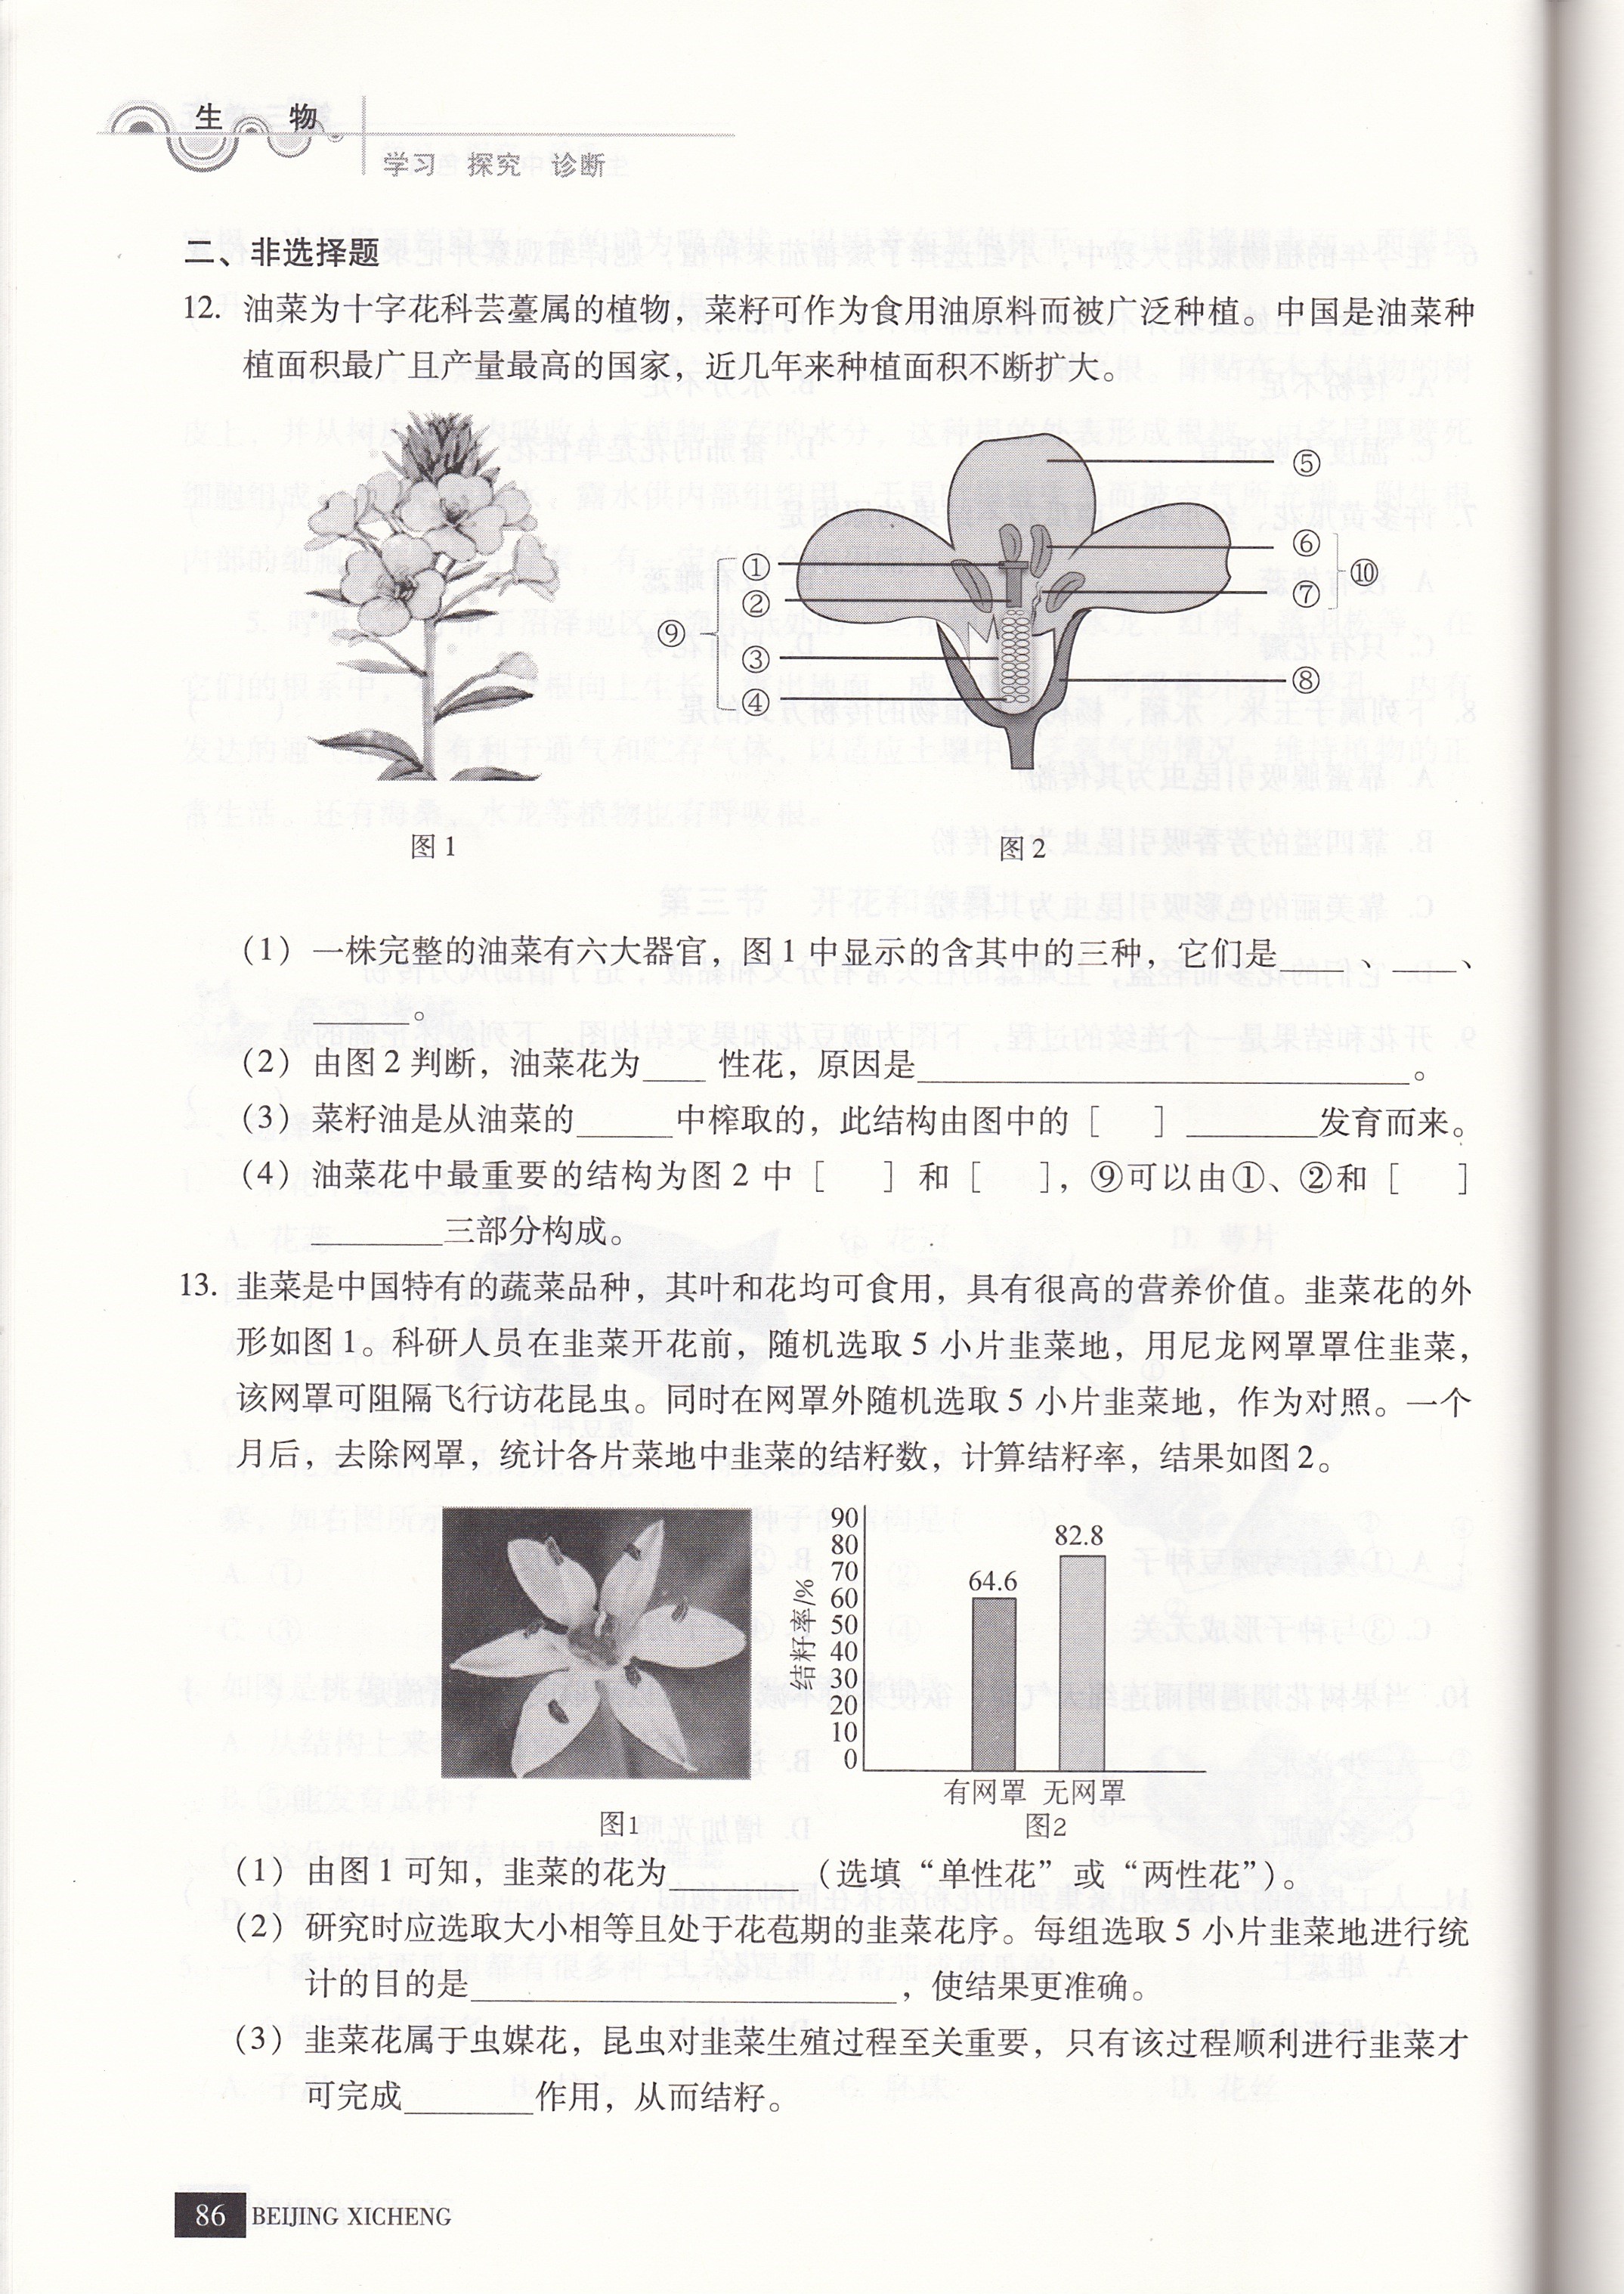 生 物
学习 探究 诊断
二、非选择题
12. 油菜为十字花科芸薹属的植物，菜籽可作为食用油原料而被广泛种植。中国是油菜种
植面积最广且产量最高的国家，近几年来种植面积不断扩大。
① ② ③ ④ ⑤ ⑥ ⑦ ⑧ ⑨ ⑩
图1 图2
（1）一株完整的油菜有六大器官，图1中显示的含其中的三种，它们是____、____、
______。
（2）由图2判断，油菜花为____ 性花，原因是______________________________。
（3）菜籽油是从油菜的______中榨取的，此结构由图中的［ ］________发育而来。
（4）油菜花中最重要的结构为图2中［ ］和［ ］，⑨可以由①、②和［ ］
________三部分构成。
13. 韭菜是中国特有的蔬菜品种，其叶和花均可食用，具有很高的营养价值。韭菜花的外
形如图1。科研人员在韭菜开花前，随机选取5小片韭菜地，用尼龙网罩罩住韭菜，
该网罩可阻隔飞行访花昆虫。同时在网罩外随机选取5小片韭菜地，作为对照。一个
月后，去除网罩，统计各片菜地中韭菜的结籽数，计算结籽率，结果如图2。
结籽率/%
90
80
70
60
50
40
30
20
10
0
64.6
82.8
有网罩 无网罩
图1 图2
（1）由图1可知，韭菜的花为________（选填“单性花”或“两性花”）。
（2）研究时应选取大小相等且处于花苞期的韭菜花序。每组选取5小片韭菜地进行统
计的目的是__________________________，使结果更准确。
（3）韭菜花属于虫媒花，昆虫对韭菜生殖过程至关重要，只有该过程顺利进行韭菜才
可完成________作用，从而结籽。
86 BEIJING XICHENG